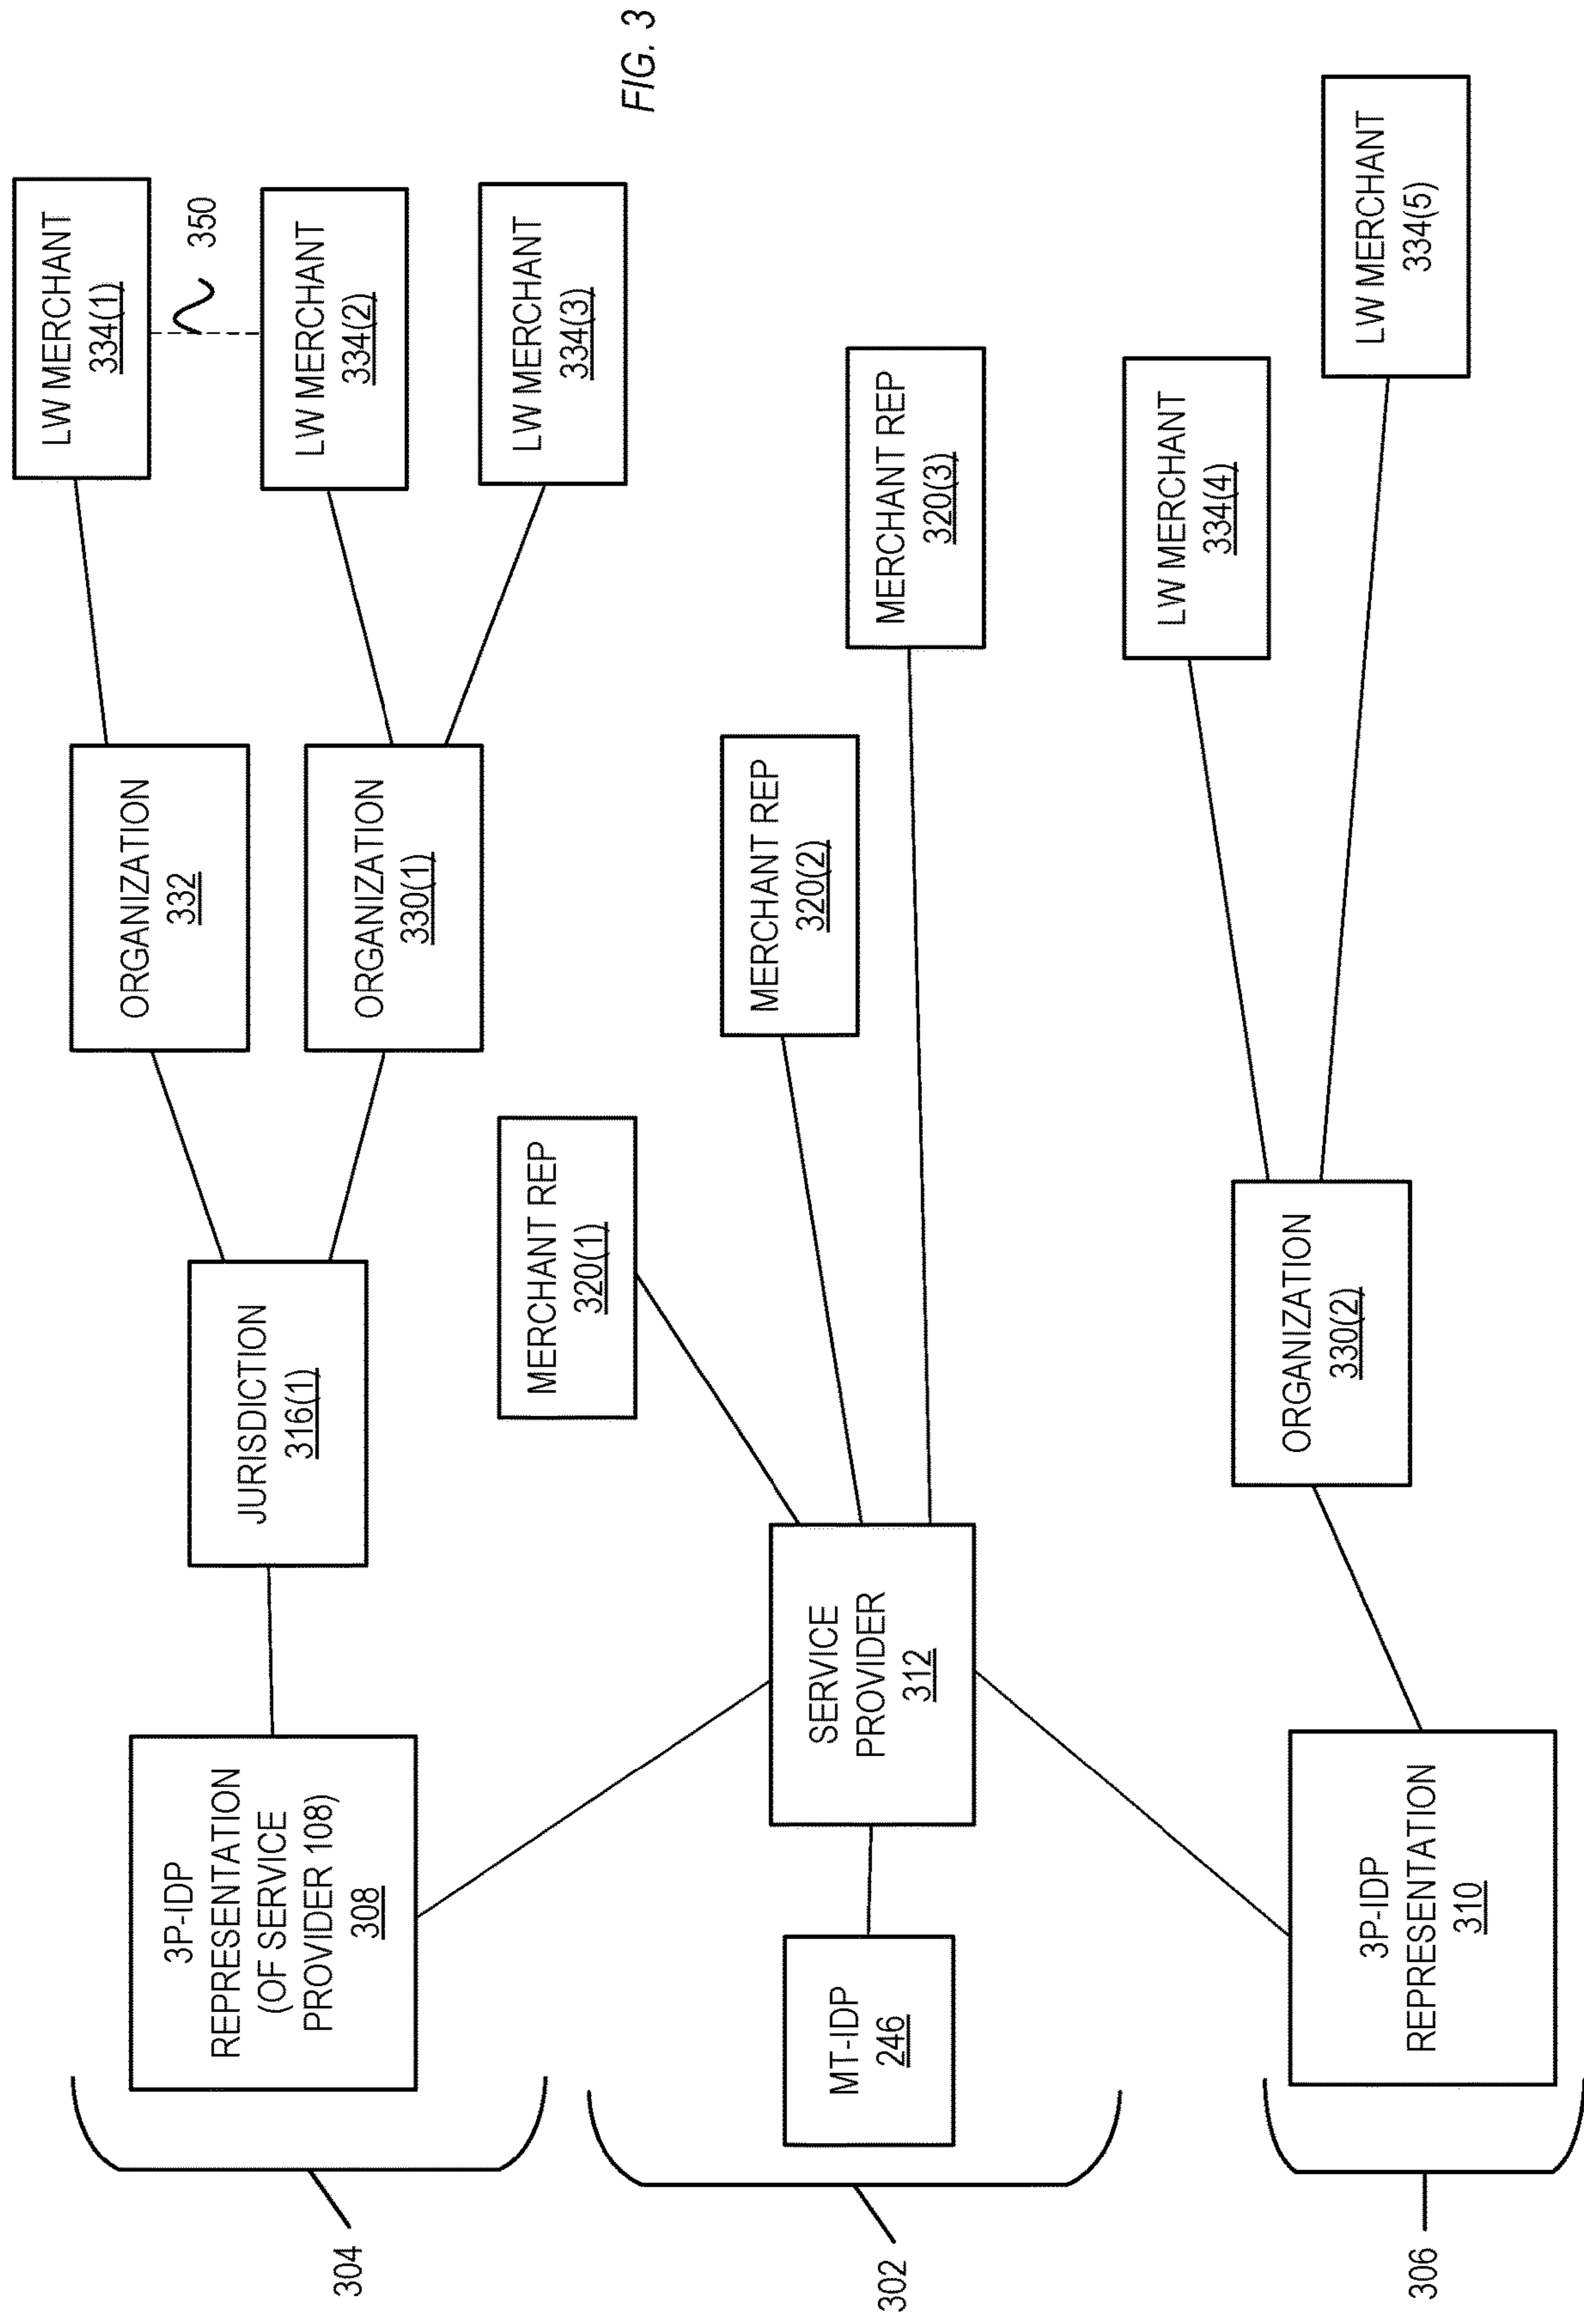 304
3P-IDP
REPRESENTATION
(OF SERVICE
PROVIDER 108)
308
JURISDICTION
316(1)
ORGANIZATION
332
ORGANIZATION
330(1)
LW MERCHANT
334(1)
350
LW MERCHANT
334(2)
LW MERCHANT
334(3)
FIG. 3
302
MT-IDP
246
SERVICE
PROVIDER
312
MERCHANT REP
320(1)
MERCHANT REP
320(2)
MERCHANT REP
320(3)
306
3P-IDP
REPRESENTATION
310
ORGANIZATION
330(2)
LW MERCHANT
334(4)
LW MERCHANT
334(5)